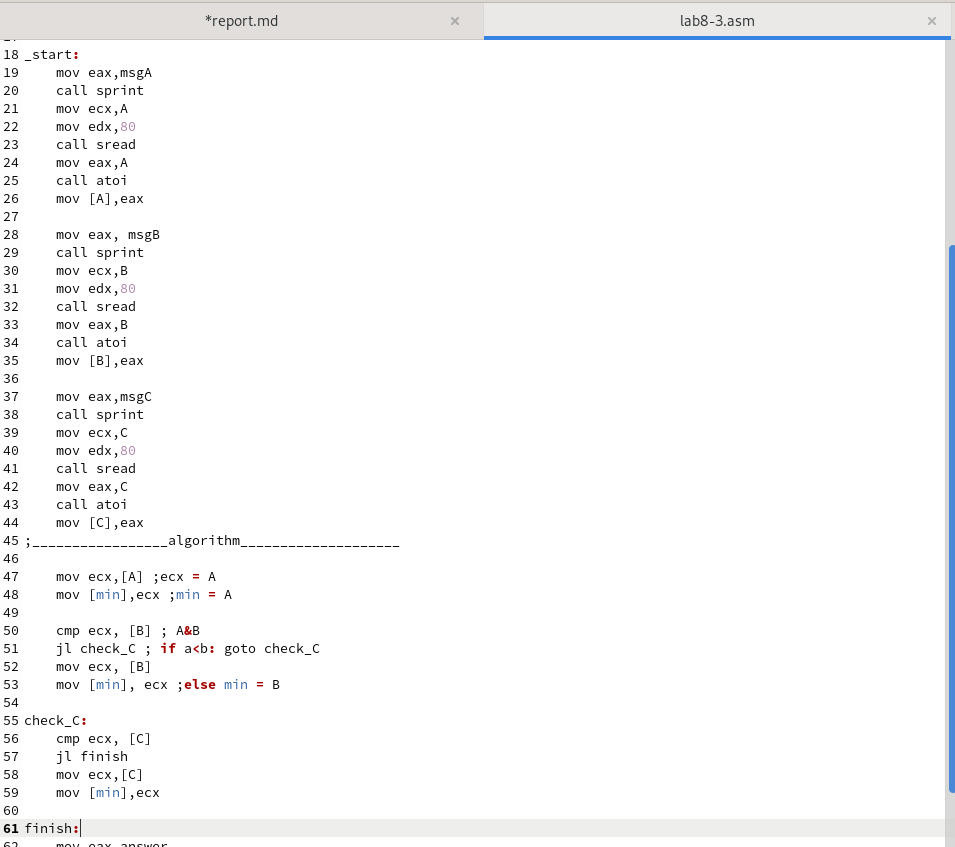 *report.md
lab8-3.asm
18 _start:
19     mov eax,msgA
20     call sprint
21     mov ecx,A
22     mov edx,80
23     call sread
24     mov eax,A
25     call atoi
26     mov [A],eax
27
28     mov eax, msgB
29     call sprint
30     mov ecx,B
31     mov edx,80
32     call sread
33     mov eax,B
34     call atoi
35     mov [B],eax
36
37     mov eax,msgC
38     call sprint
39     mov ecx,C
40     mov edx,80
41     call sread
42     mov eax,C
43     call atoi
44     mov [C],eax
45 ;_________________algorithm____________________
46
47     mov ecx,[A] ;ecx = A
48     mov [min],ecx ;min = A
49
50     cmp ecx, [B] ; A&B
51     jl check_C ; if a<b: goto check_C
52     mov ecx, [B]
53     mov [min], ecx ;else min = B
54
55 check_C:
56     cmp ecx, [C]
57     jl finish
58     mov ecx,[C]
59     mov [min],ecx
60
61 finish:
62     mov eax,answer